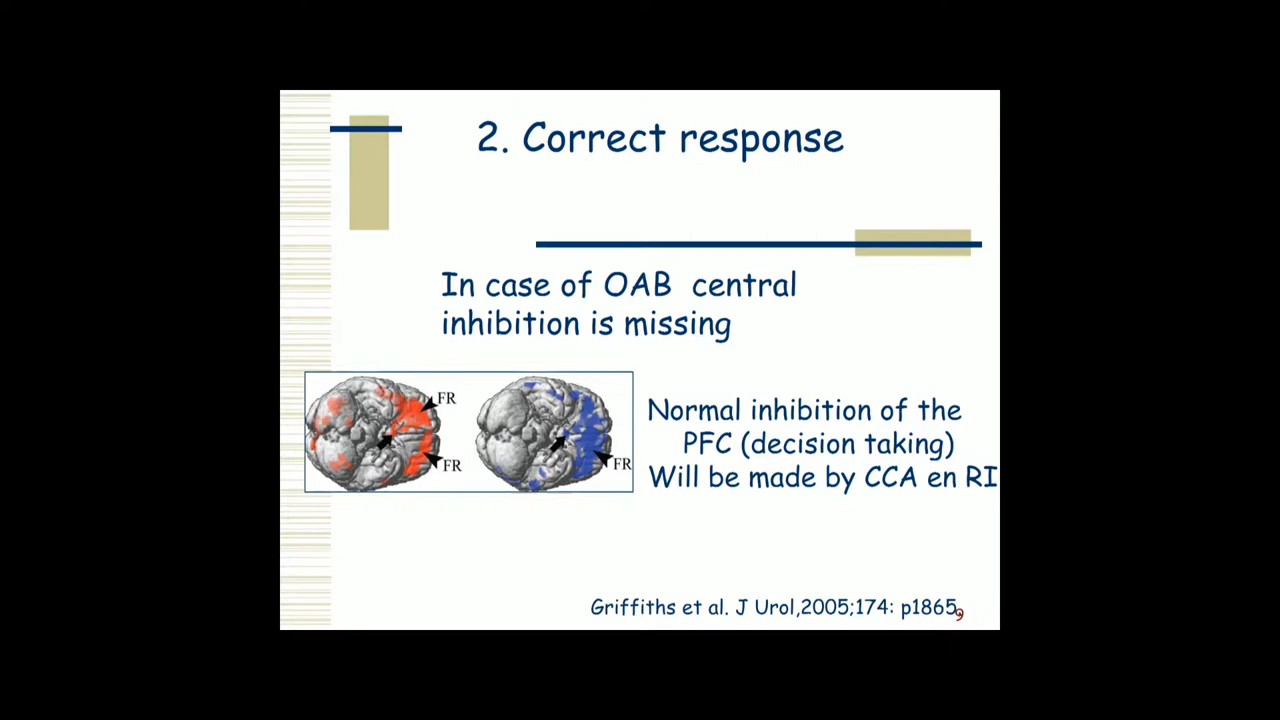 2. Correct response
In case of OAB central
inhibition is missing
FR
FR
FR
Normal inhibition of the
PFC (decision taking)
Will be made by CCA en RI
Griffiths et al. J Urol,2005;174: p1865
9